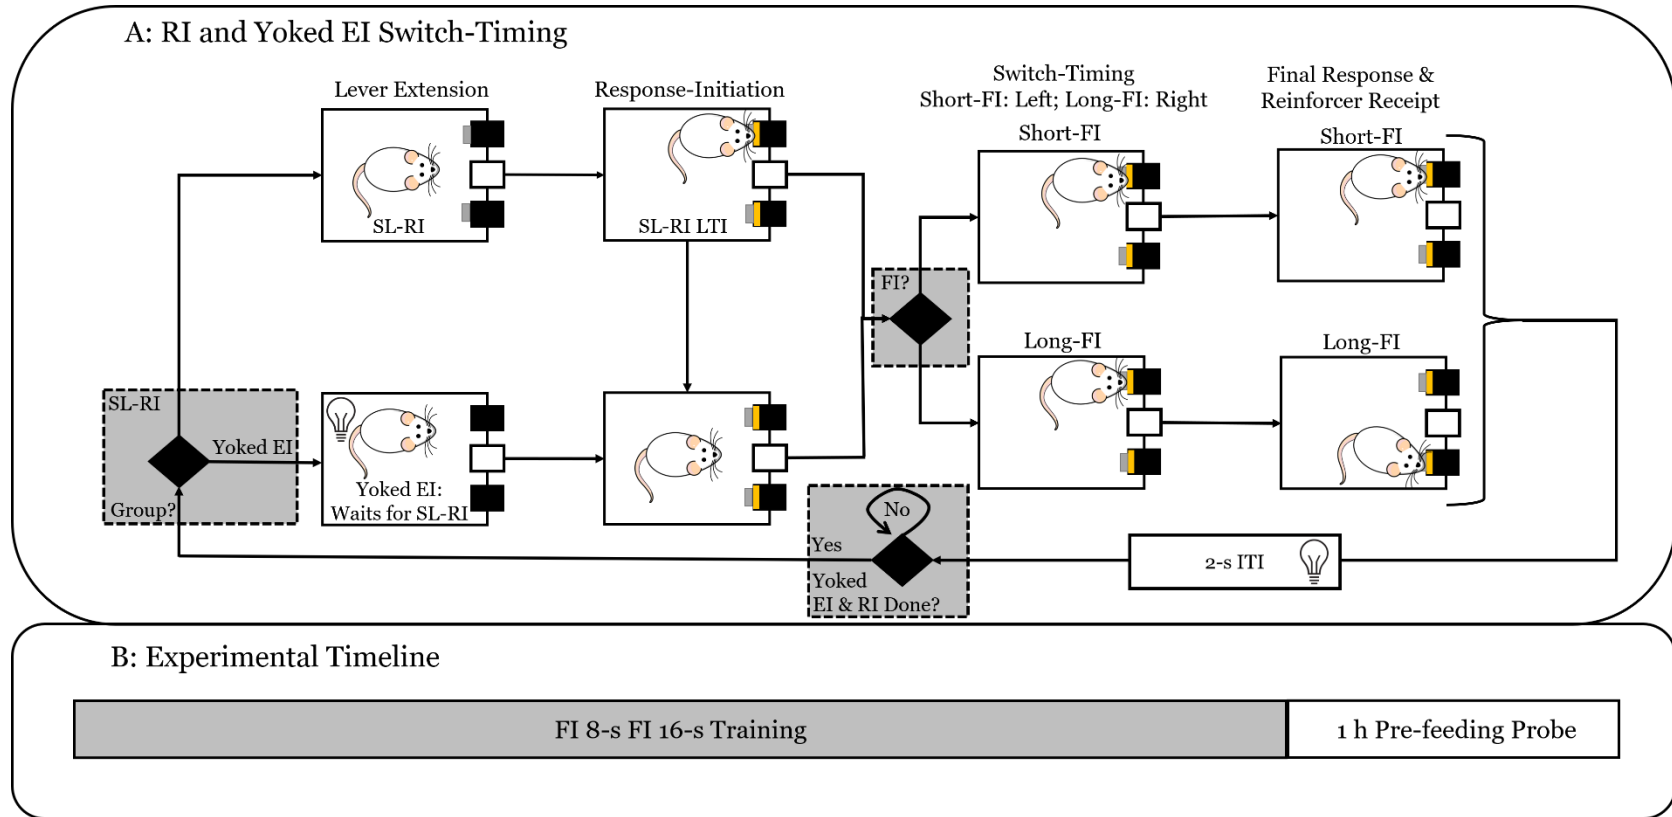 A: RI and Yoked EI Switch-Timing
Lever Extension
Response-Initiation
Switch-Timing
Short-FI: Left; Long-FI: Right
Final Response &
Reinforcer Receipt
Short-FI
Short-FI
SL-RI
SL-RI LTI
FI?
Long-FI
Long-FI
SL-RI
Yoked EI
Group?
Yoked EI:
Waits for SL-RI
No
Yes
Yoked
EI & RI Done?
2-s ITI
B: Experimental Timeline
FI 8-s FI 16-s Training
1 h Pre-feeding Probe